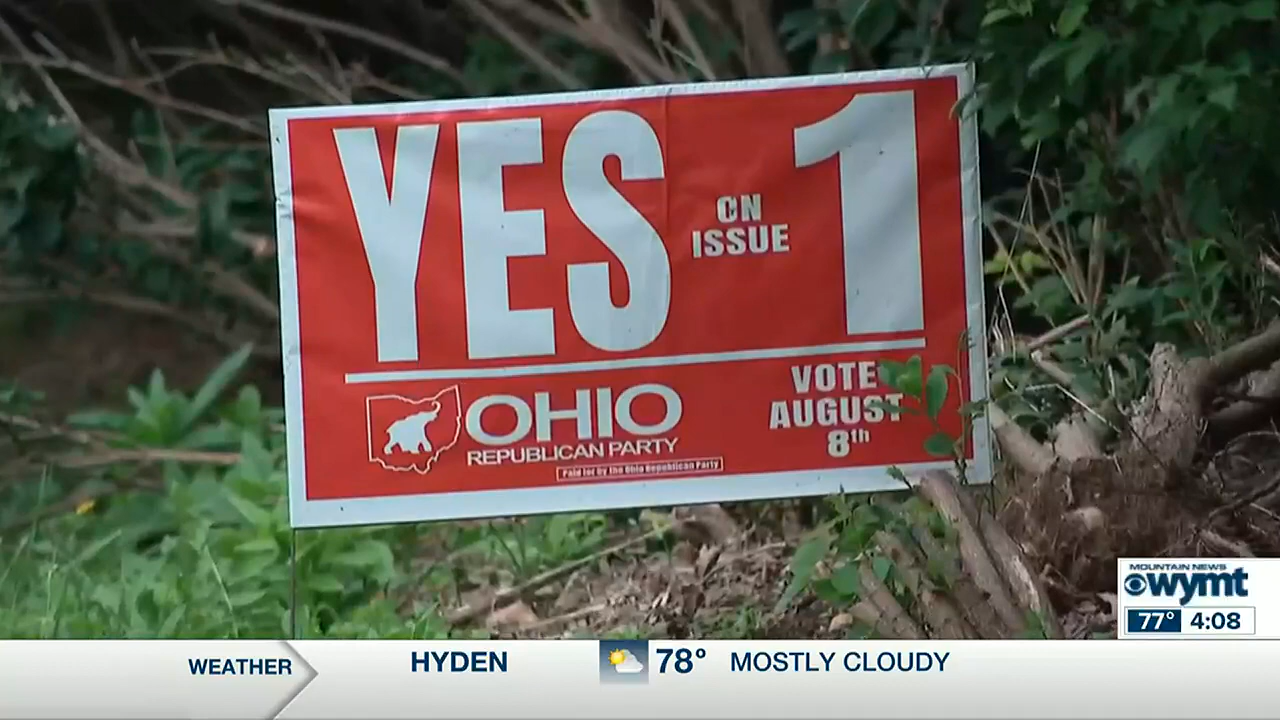 YES ON ISSUE 1
OHIO
REPUBLICAN PARTY
Paid for by the Ohio Republican Party
VOTE
AUGUST
8th
MOUNTAIN NEWS
wymt
77° 4:08
WEATHER HYDEN 78° MOSTLY CLOUDY